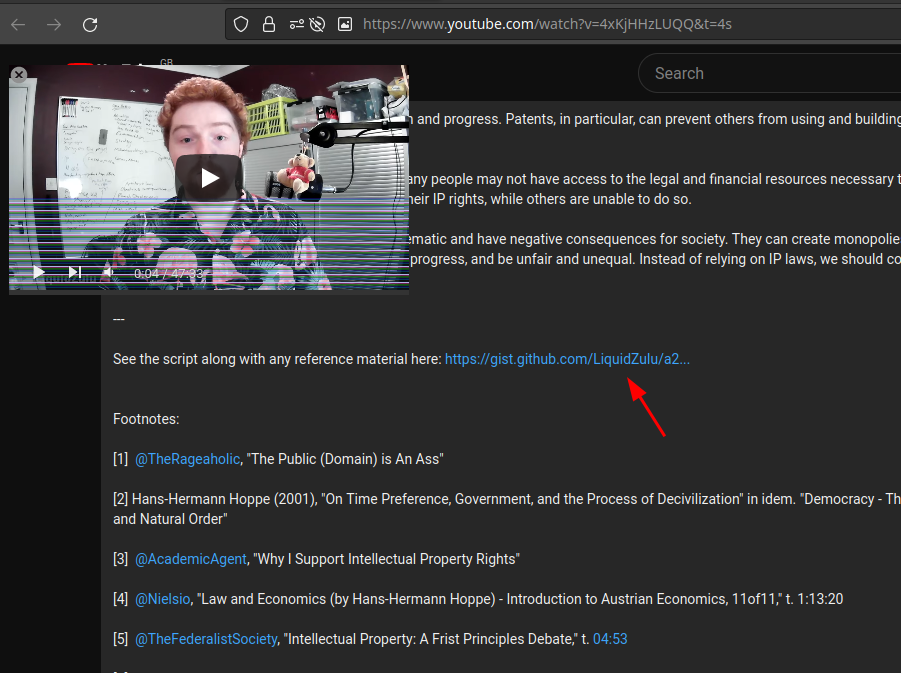 https://www.youtube.com/watch?v=4xKjHHzLUQQ&t=4s
GB
Search
and progress. Patents, in particular, can prevent others from using and building
any people may not have access to the legal and financial resources necessary t
heir IP rights, while others are unable to do so.
ematic and have negative consequences for society. They can create monopolie
progress, and be unfair and unequal. Instead of relying on IP laws, we should co
0:04 / 47:33
---
See the script along with any reference material here: https://gist.github.com/LiquidZulu/a2...
Footnotes:
[1] @TheRageaholic, "The Public (Domain) is An Ass"
[2] Hans-Hermann Hoppe (2001), "On Time Preference, Government, and the Process of Decivilization" in idem. "Democracy - Th
and Natural Order"
[3] @AcademicAgent, "Why I Support Intellectual Property Rights"
[4] @Nielsio, "Law and Economics (by Hans-Hermann Hoppe) - Introduction to Austrian Economics, 11of11," t. 1:13:20
[5] @TheFederalistSociety, "Intellectual Property: A Frist Principles Debate," t. 04:53